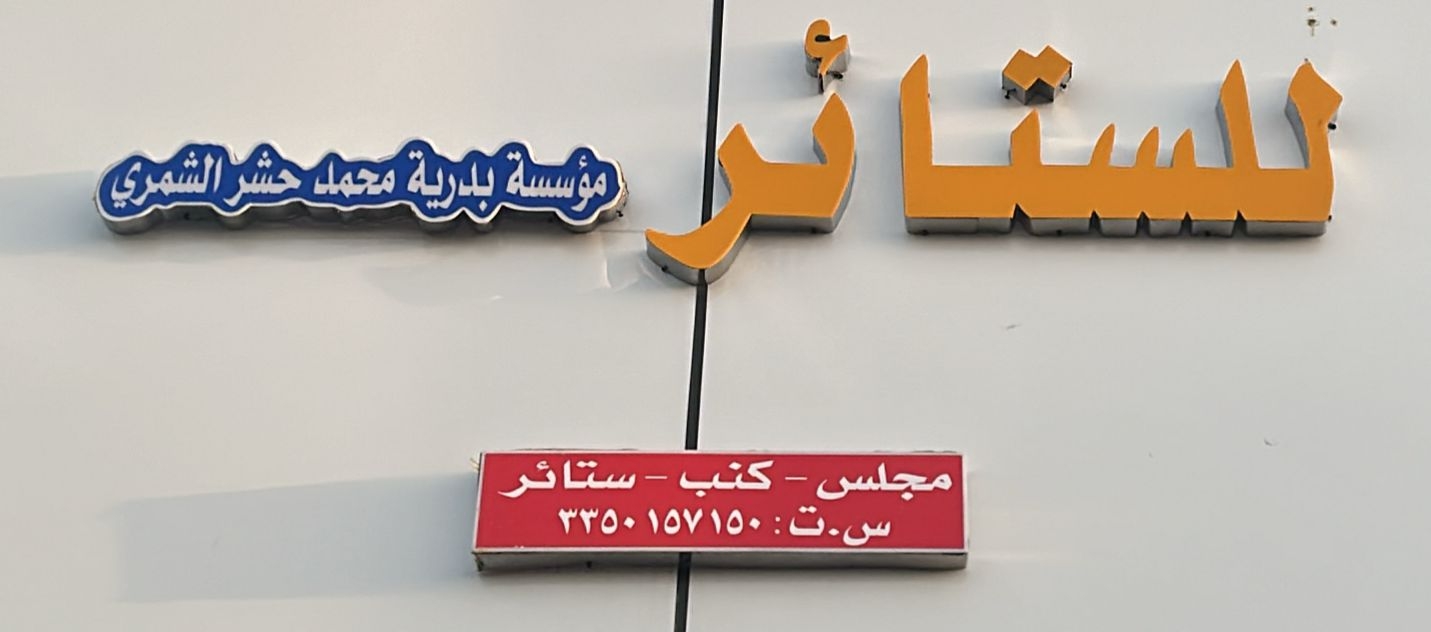 للستائر
مؤسسة بدرية محمد حشر الشمري
مجلس - كنب - ستائر
س.ت: ٣٣٥٠١٥٧١٥٠